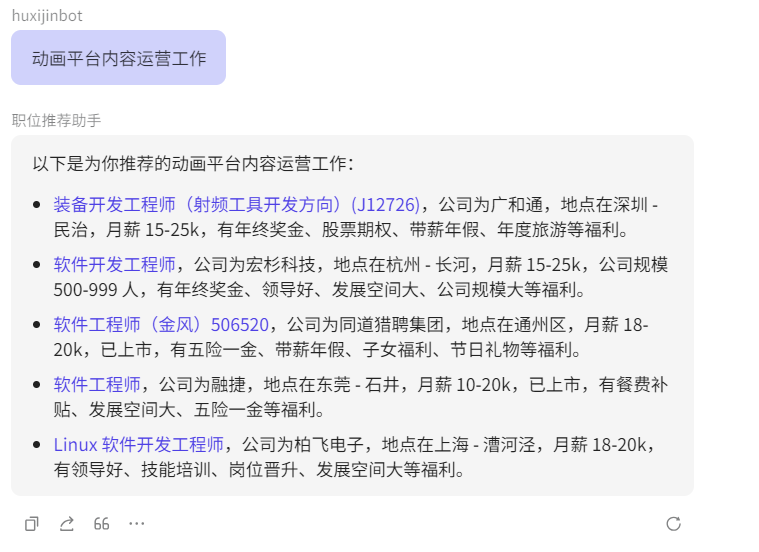 huxijinbot
动画平台内容运营工作
职位推荐助手
以下是为你推荐的动画平台内容运营工作：
装备开发工程师（射频工具开发方向）(J12726)，公司为广和通，地点在深圳 -
民治，月薪 15-25k，有年终奖金、股票期权、带薪年假、年度旅游等福利。
软件开发工程师，公司为宏杉科技，地点在杭州 - 长河，月薪 15-25k，公司规模
500-999 人，有年终奖金、领导好、发展空间大、公司规模大等福利。
软件工程师（金风）506520，公司为同道猎聘集团，地点在通州区，月薪 18-
20k，已上市，有五险一金、带薪年假、子女福利、节日礼物等福利。
软件工程师，公司为融捷，地点在东莞 - 石井，月薪 10-20k，已上市，有餐费补
贴、发展空间大、五险一金等福利。
Linux 软件开发工程师，公司为柏飞电子，地点在上海 - 漕河泾，月薪 18-20k，
有领导好、技能培训、岗位晋升、发展空间大等福利。